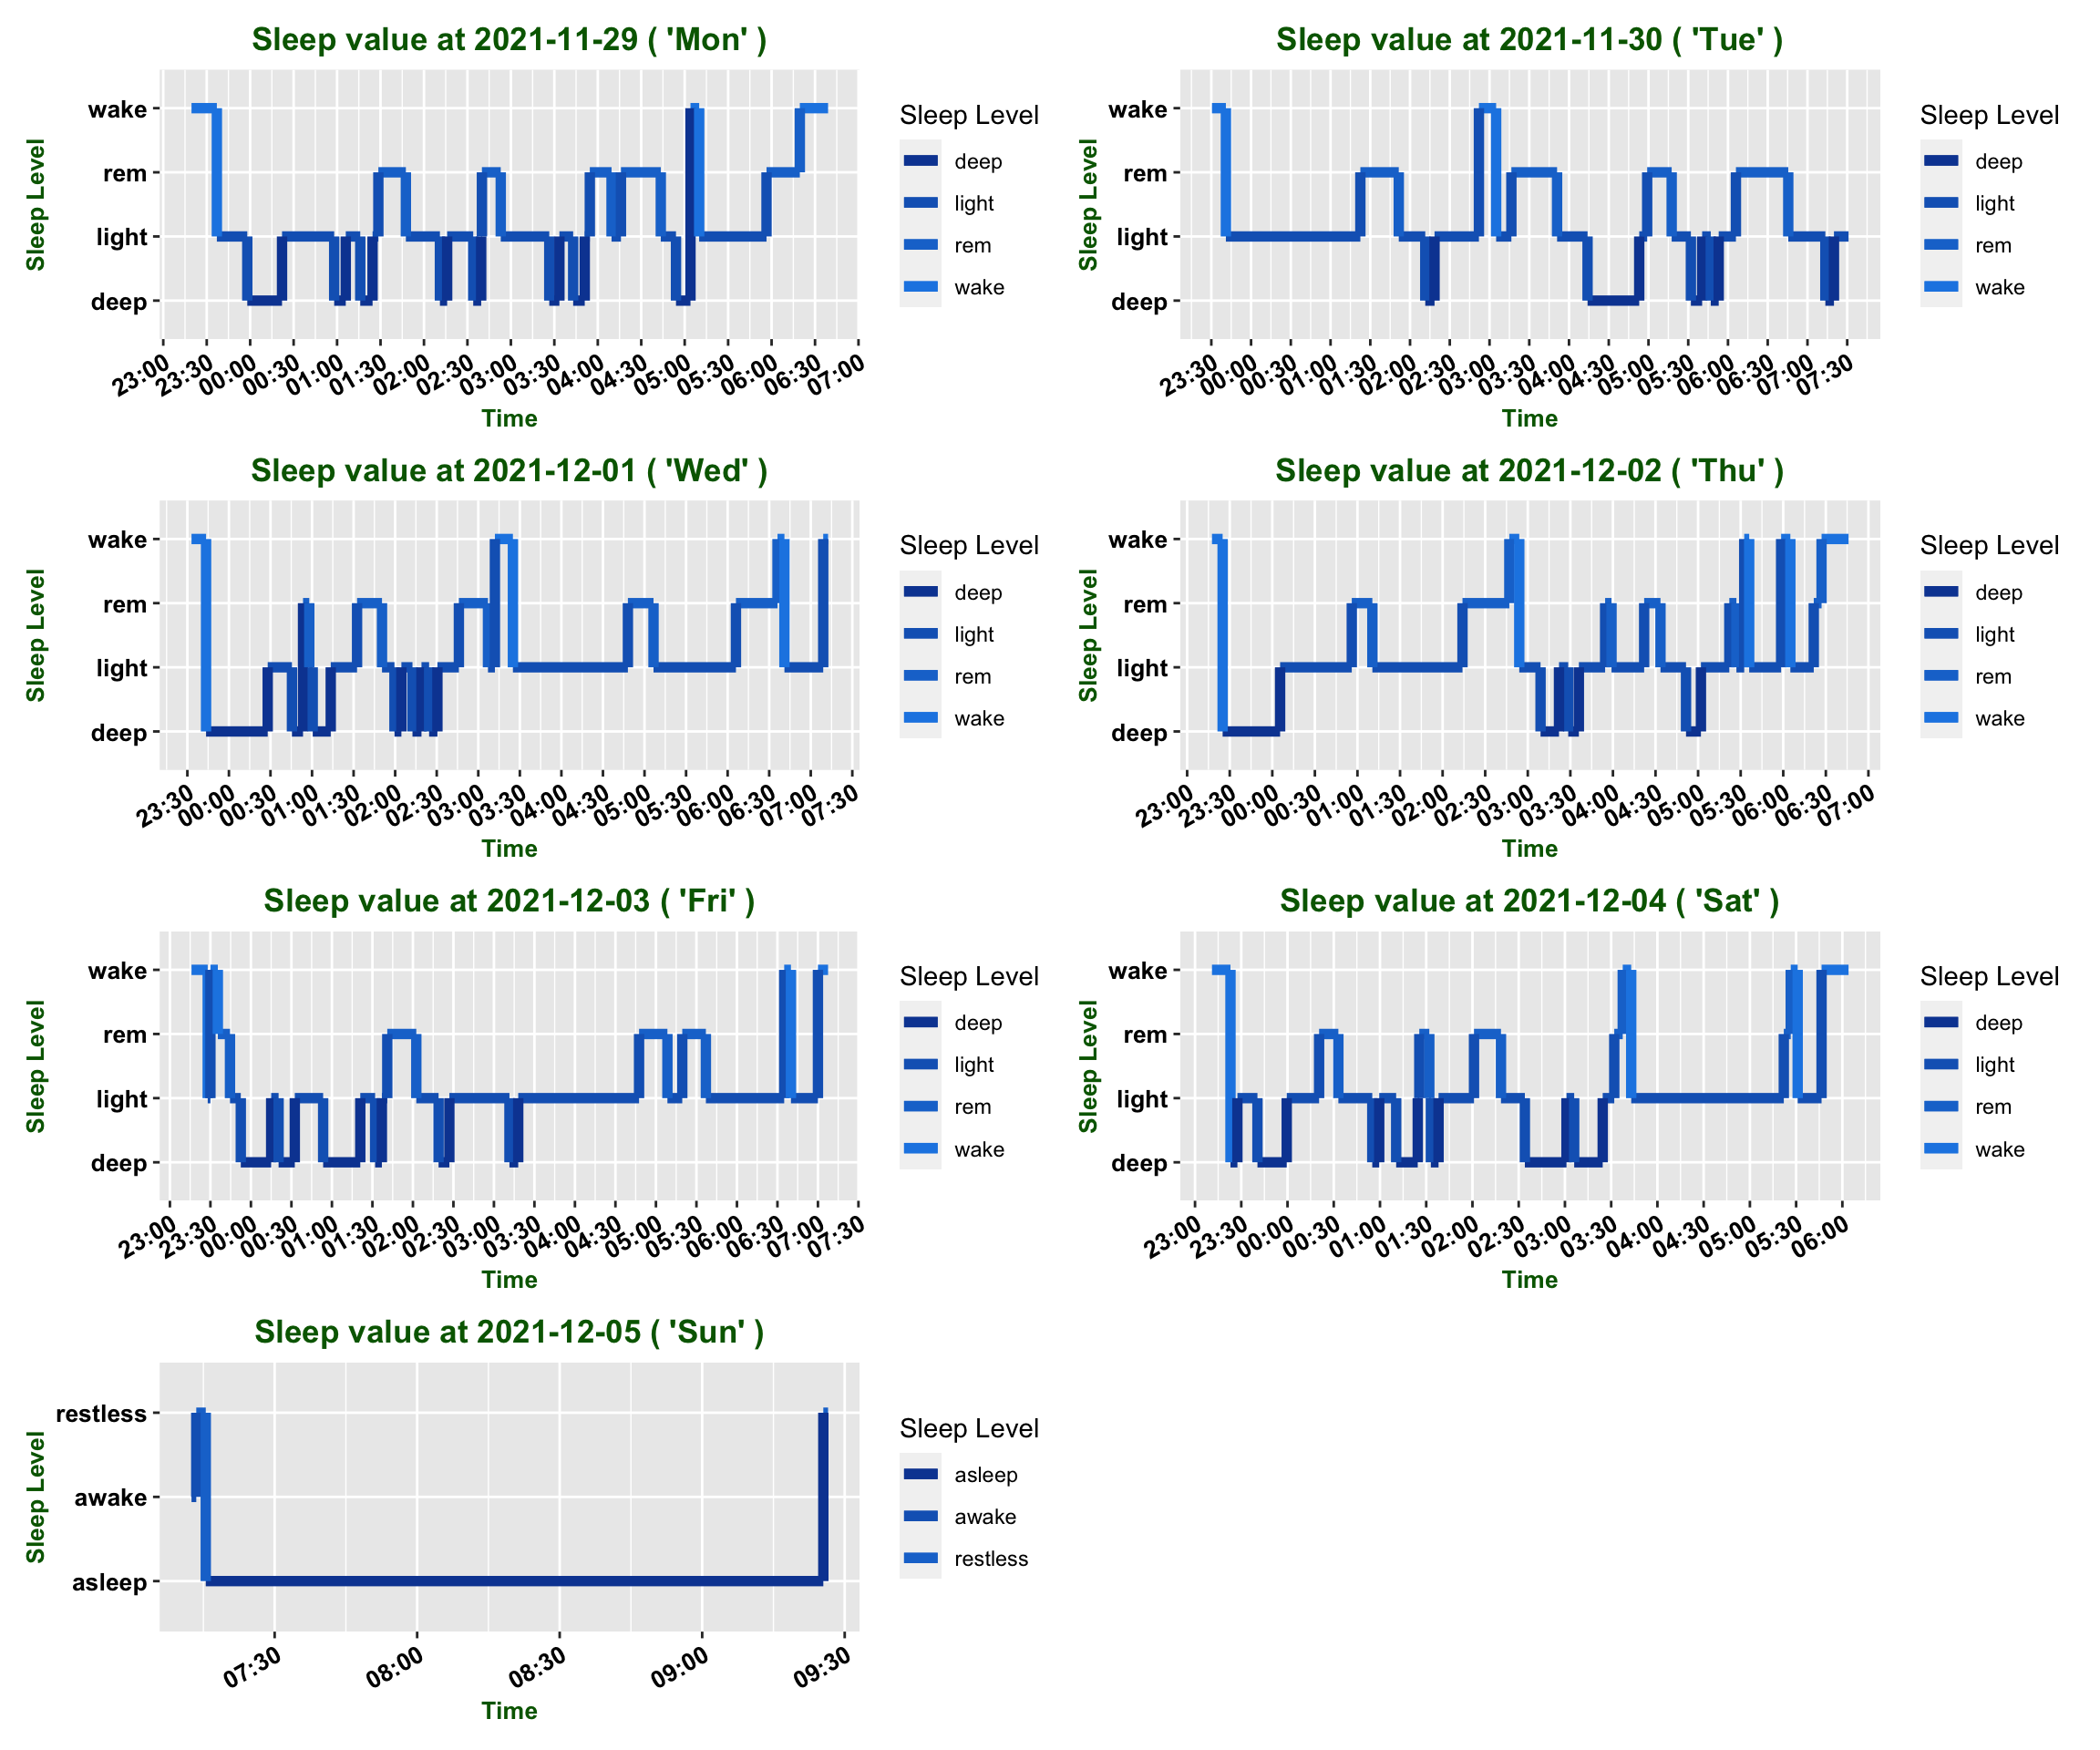 Sleep value at 2021-11-29 ( 'Mon' )
Sleep Level
wake
rem
light
deep
23:00 23:30 00:00 00:30 01:00 01:30 02:00 02:30 03:00 03:30 04:00 04:30 05:00 05:30 06:00 06:30 07:00
Time
Sleep Level
deep
light
rem
wake
Sleep value at 2021-11-30 ( 'Tue' )
Sleep Level
wake
rem
light
deep
23:30 00:00 00:30 01:00 01:30 02:00 02:30 03:00 03:30 04:00 04:30 05:00 05:30 06:00 06:30 07:00 07:30
Time
Sleep Level
deep
light
rem
wake
Sleep value at 2021-12-01 ( 'Wed' )
Sleep Level
wake
rem
light
deep
23:30 00:00 00:30 01:00 01:30 02:00 02:30 03:00 03:30 04:00 04:30 05:00 05:30 06:00 06:30 07:00 07:30
Time
Sleep Level
deep
light
rem
wake
Sleep value at 2021-12-02 ( 'Thu' )
Sleep Level
wake
rem
light
deep
23:00 23:30 00:00 00:30 01:00 01:30 02:00 02:30 03:00 03:30 04:00 04:30 05:00 05:30 06:00 06:30 07:00
Time
Sleep Level
deep
light
rem
wake
Sleep value at 2021-12-03 ( 'Fri' )
Sleep Level
wake
rem
light
deep
23:00 23:30 00:00 00:30 01:00 01:30 02:00 02:30 03:00 03:30 04:00 04:30 05:00 05:30 06:00 06:30 07:00 07:30
Time
Sleep Level
deep
light
rem
wake
Sleep value at 2021-12-04 ( 'Sat' )
Sleep Level
wake
rem
light
deep
23:00 23:30 00:00 00:30 01:00 01:30 02:00 02:30 03:00 03:30 04:00 04:30 05:00 05:30 06:00
Time
Sleep Level
deep
light
rem
wake
Sleep value at 2021-12-05 ( 'Sun' )
Sleep Level
restless
awake
asleep
07:30 08:00 08:30 09:00 09:30
Time
Sleep Level
asleep
awake
restless